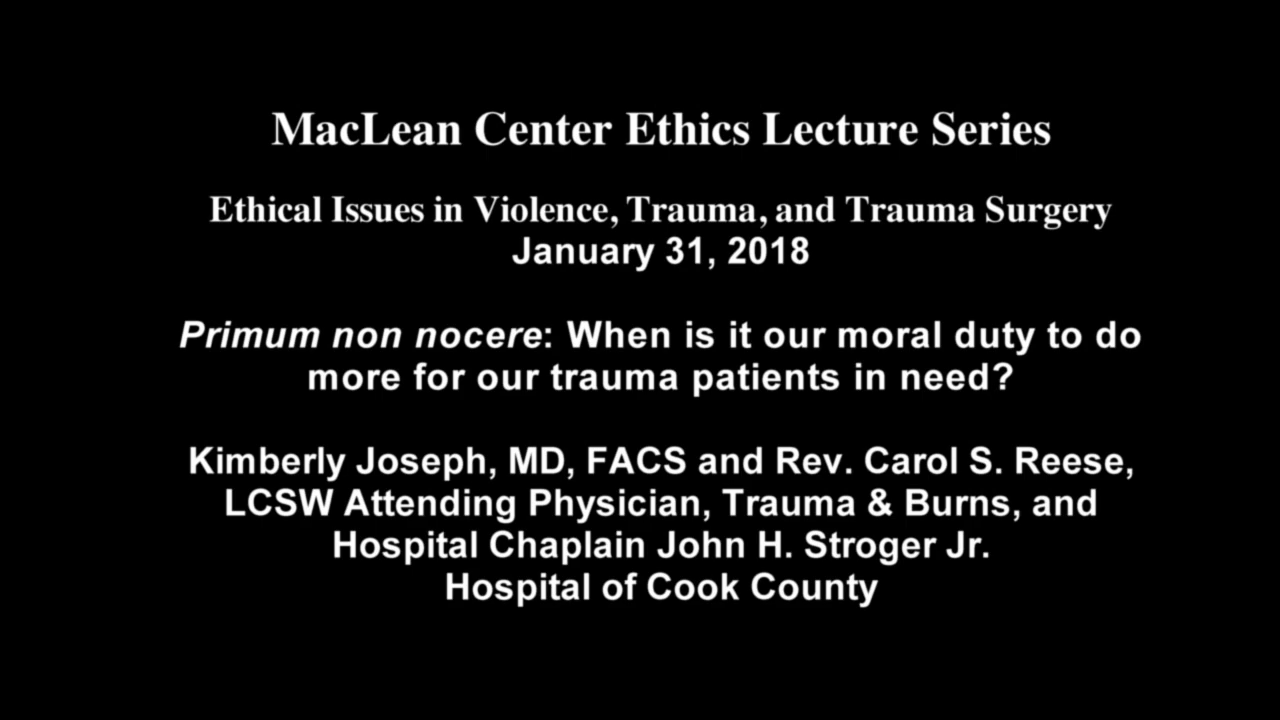 MacLean Center Ethics Lecture Series
Ethical Issues in Violence, Trauma, and Trauma Surgery
January 31, 2018
Primum non nocere: When is it our moral duty to do
more for our trauma patients in need?
Kimberly Joseph, MD, FACS and Rev. Carol S. Reese,
LCSW Attending Physician, Trauma & Burns, and
Hospital Chaplain John H. Stroger Jr.
Hospital of Cook County